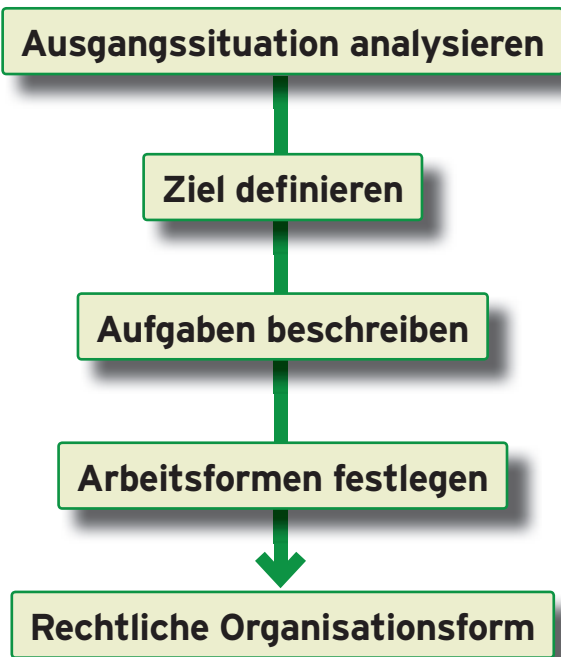 Ausgangssituation analysieren
Ziel definieren
Aufgaben beschreiben
Arbeitsformen festlegen
Rechtliche Organisationsform